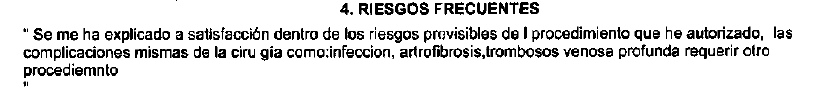 4. RIESGOS FRECUENTES
" Se me ha explicado a satisfacción dentro de los riesgos previsibles de l procedimiento que he autorizado, las
complicaciones mismas de la ciru gía como:infeccion, artrofibrosis,trombosos venosa profunda requerir otro
procediemnto
"